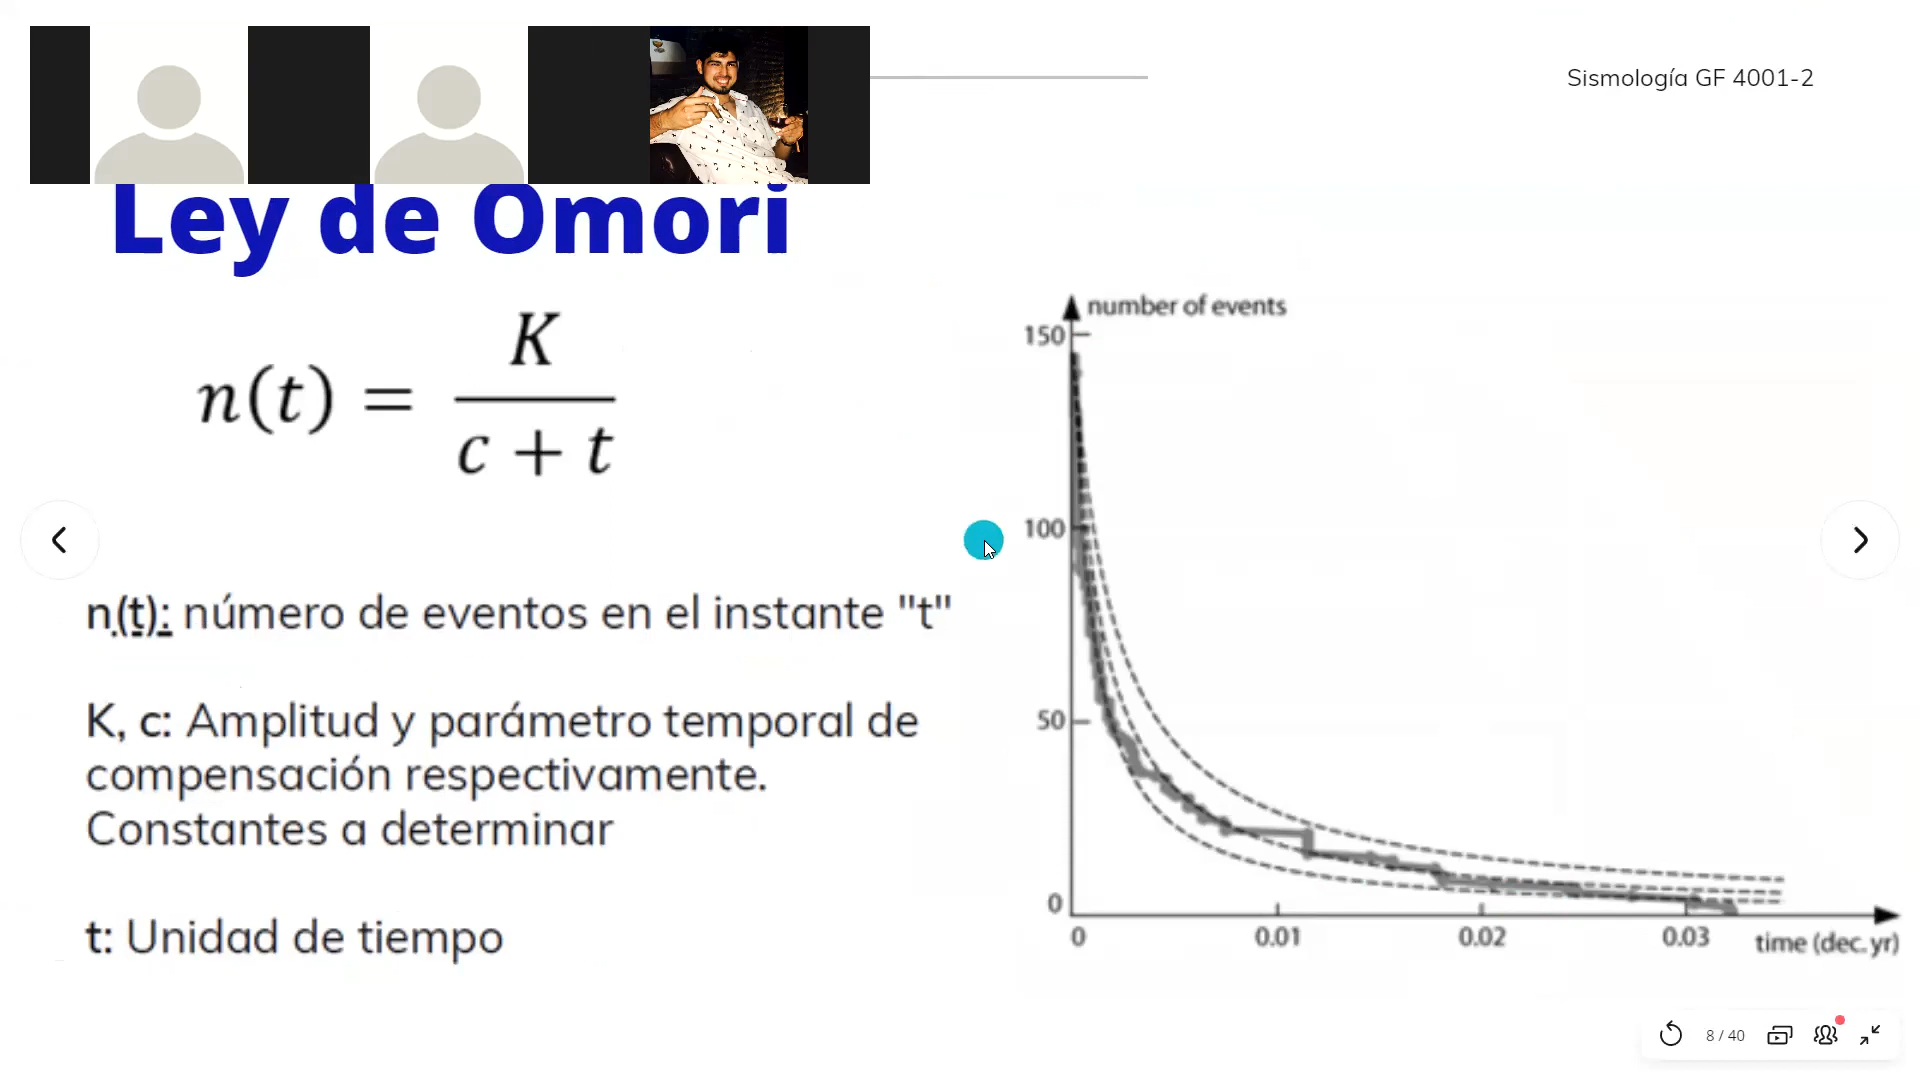 Sismología GF 4001-2
Ley de Omori
n(t) = K / (c + t)
n(t): número de eventos en el instante "t"
K, c: Amplitud y parámetro temporal de
compensación respectivamente.
Constantes a determinar
t: Unidad de tiempo
number of events
150
100
50
0
0 0.01 0.02 0.03 time (dec. yr)
8 / 40